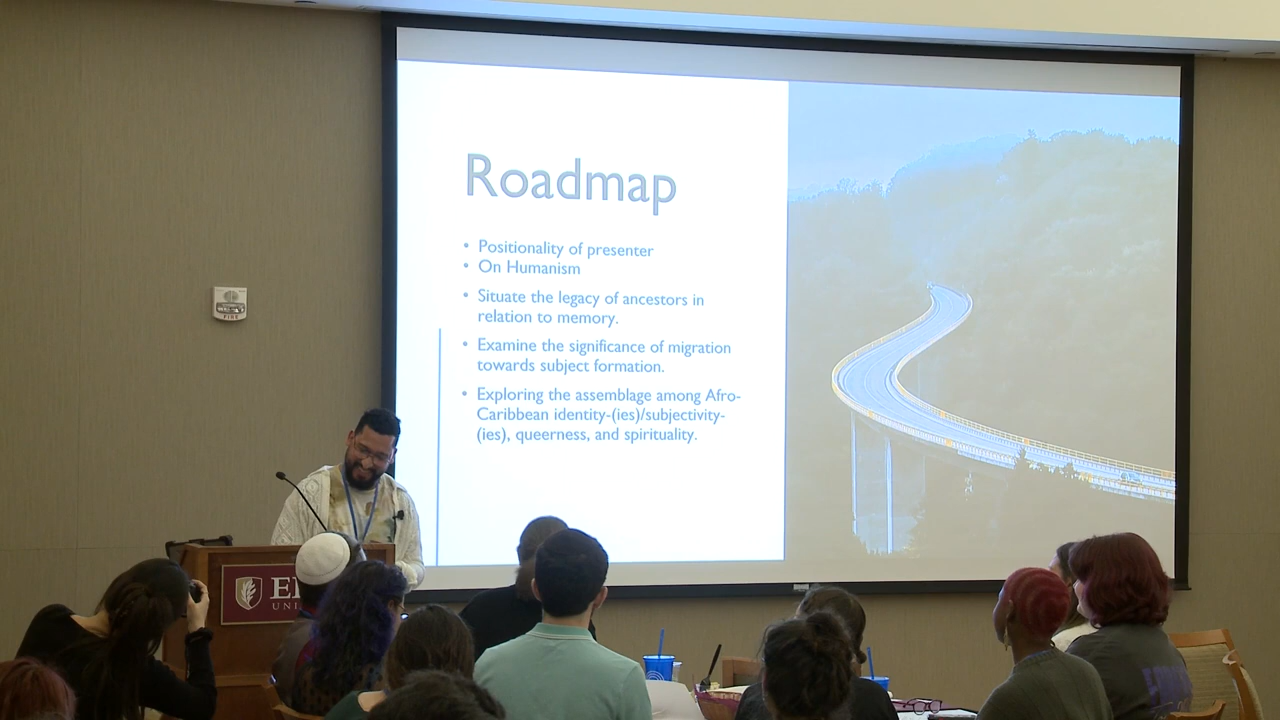 Roadmap
• Positionality of presenter
• On Humanism
• Situate the legacy of ancestors in
relation to memory.
• Examine the significance of migration
towards subject formation.
• Exploring the assemblage among Afro-
Caribbean identity-(ies)/subjectivity-
(ies), queerness, and spirituality.
FIRE